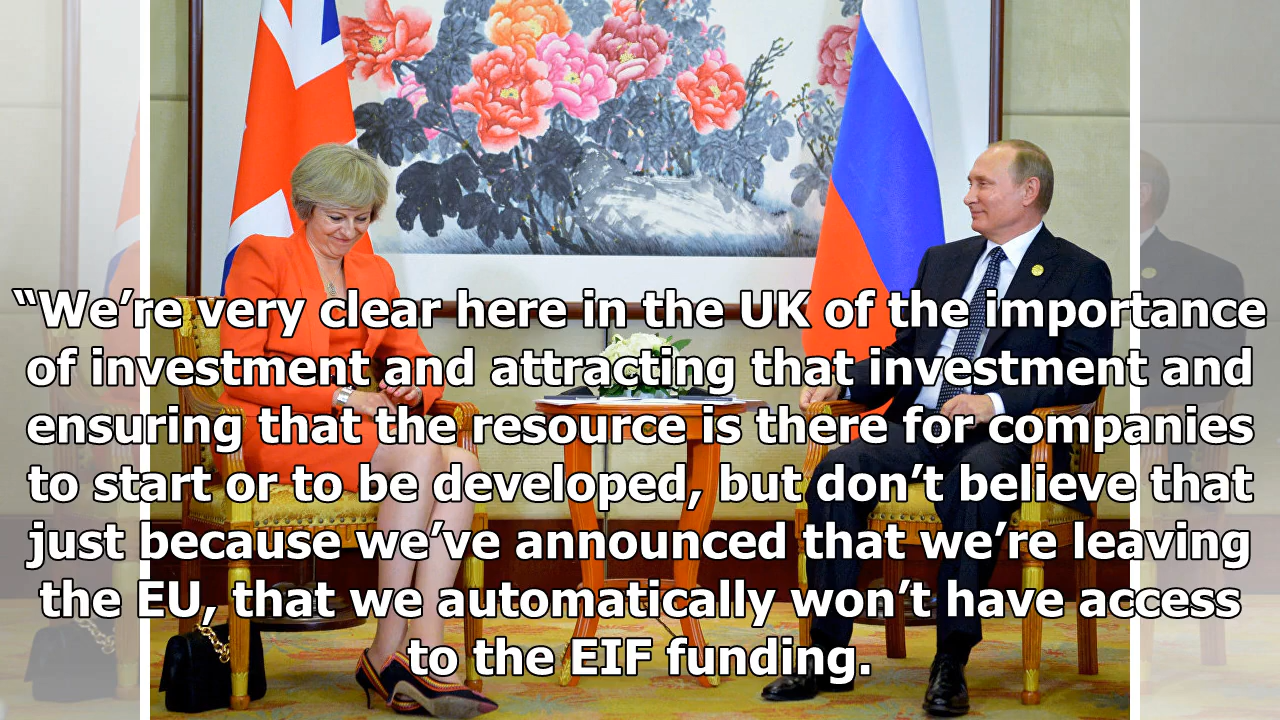 “We’re very clear here in the UK of the importance
of investment and attracting that investment and
ensuring that the resource is there for companies
to start or to be developed, but don’t believe that
just because we’ve announced that we’re leaving
the EU, that we automatically won’t have access
to the EIF funding.